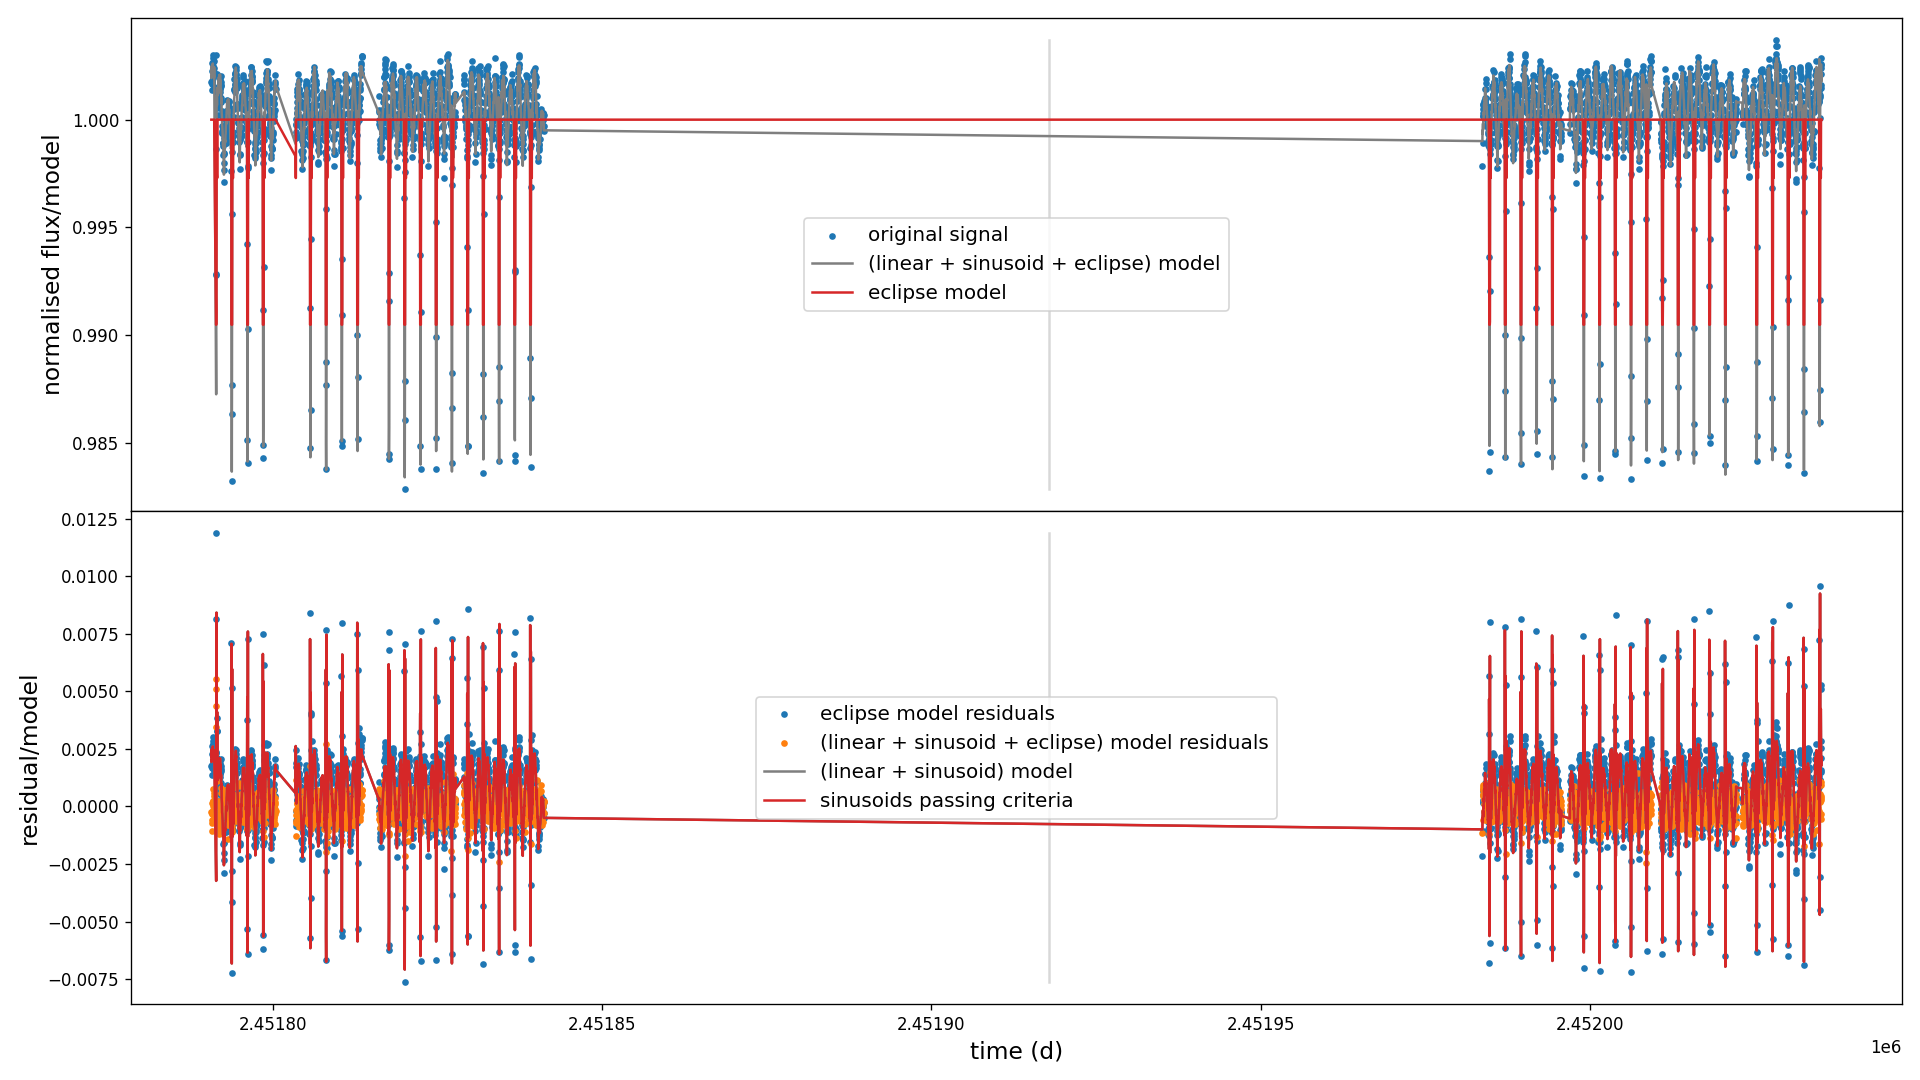 1.000
0.995
0.990
0.985
normalised flux/model
original signal
(linear + sinusoid + eclipse) model
eclipse model
0.0125
0.0100
0.0075
0.0050
0.0025
0.0000
−0.0025
−0.0050
−0.0075
residual/model
eclipse model residuals
(linear + sinusoid + eclipse) model residuals
(linear + sinusoid) model
sinusoids passing criteria
2.45180 2.45185 2.45190 2.45195 2.45200
time (d)
1e6